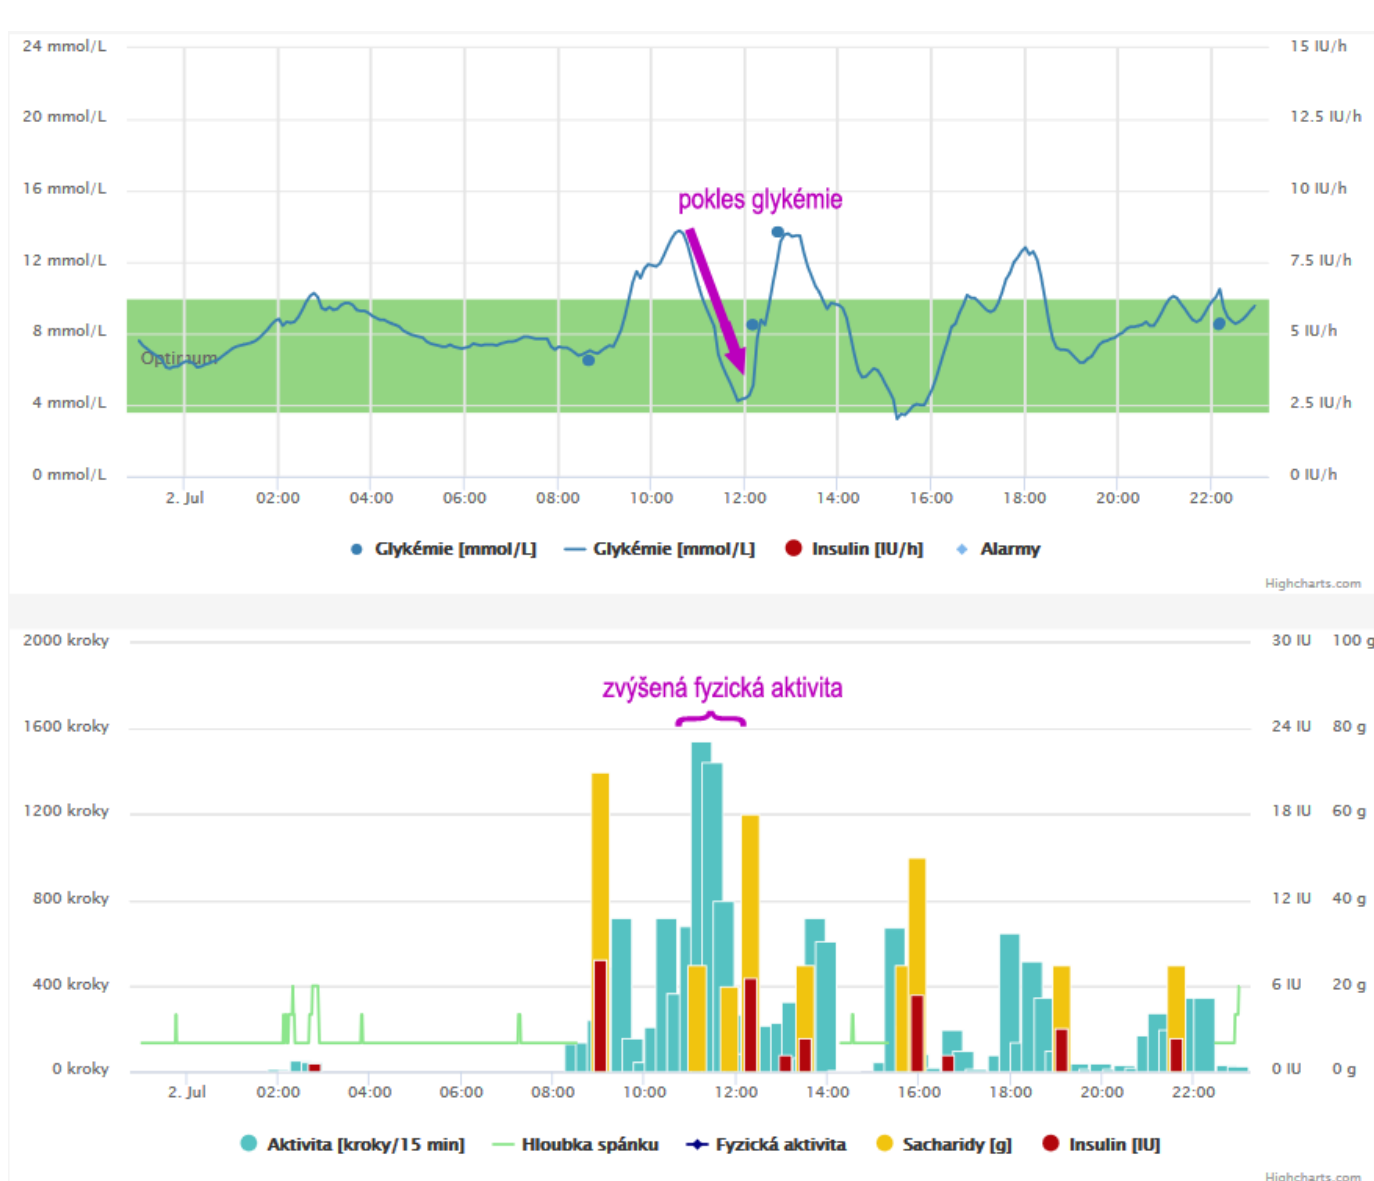 24 mmol/L 15 IU/h
20 mmol/L 12.5 IU/h
16 mmol/L 10 IU/h
pokles glykémie
12 mmol/L 7.5 IU/h
8 mmol/L 5 IU/h
Optimum
4 mmol/L 2.5 IU/h
0 mmol/L 0 IU/h
2. Jul 02:00 04:00 06:00 08:00 10:00 12:00 14:00 16:00 18:00 20:00 22:00
Glykémie [mmol/L] Glykémie [mmol/L] Insulin [IU/h] Alarmy
Highcharts.com
2000 kroky 30 IU 100 g
zvýšená fyzická aktivita
1600 kroky 24 IU 80 g
1200 kroky 18 IU 60 g
800 kroky 12 IU 40 g
400 kroky 6 IU 20 g
0 kroky 0 IU 0 g
2. Jul 02:00 04:00 06:00 08:00 10:00 12:00 14:00 16:00 18:00 20:00 22:00
Aktivita [kroky/15 min] Hloubka spánku Fyzická aktivita Sacharidy [g] Insulin [IU]
Highcharts.com